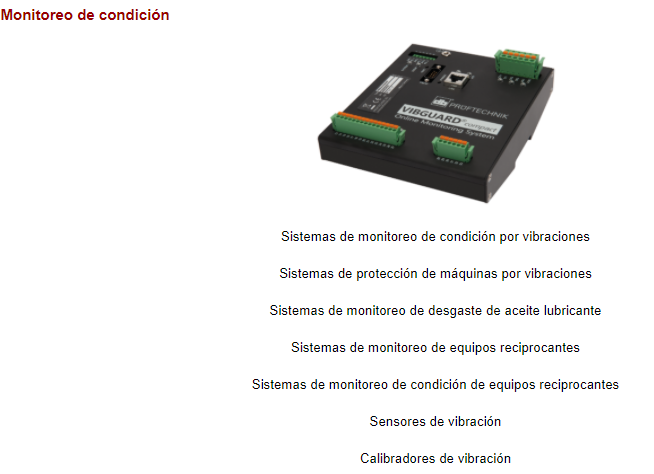 Monitoreo de condición
PRÜFTECHNIK
VIBGUARD® compact
Online Monitoring System
Sistemas de monitoreo de condición por vibraciones
Sistemas de protección de máquinas por vibraciones
Sistemas de monitoreo de desgaste de aceite lubricante
Sistemas de monitoreo de equipos reciprocantes
Sistemas de monitoreo de condición de equipos reciprocantes
Sensores de vibración
Calibradores de vibración